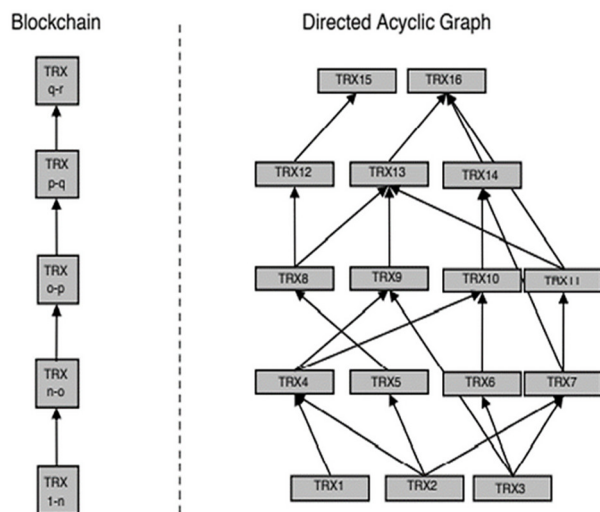 Blockchain
Directed Acyclic Graph
TRX
q-r
TRX
p-q
TRX
o-p
TRX
n-o
TRX
1-n
TRX15
TRX16
TRX12
TRX13
TRX14
TRX8
TRX9
TRX10
TRX11
TRX4
TRX5
TRX6
TRX7
TRX1
TRX2
TRX3